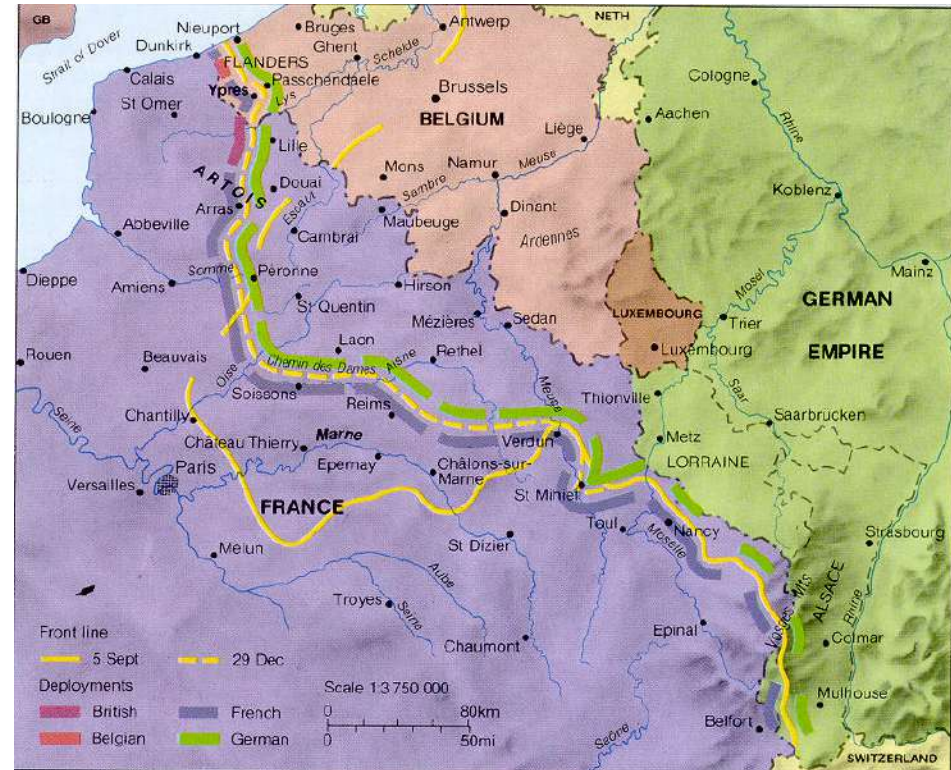 GB
NETH
Nieuport
Bruges
Antwerp
Strait of Dover
Dunkirk
Ghent
Schelde
FLANDERS
Calais
Passchendaele
Cologne
Ypres
Lys
Brussels
St Omer
Boulogne
BELGIUM
Aachen
Rhine
Lille
Liège
ARTOIS
Mons
Namur
Meuse
Douai
Sambre
Koblenz
Escaut
Arras
Maubeuge
Dinant
Abbeville
Cambrai
Ardennes
Somme
Péronne
Dieppe
Amiens
Hirson
Mosel
Mainz
St Quentin
GERMAN
LUXEMBOURG
Mézières
Sedan
Trier
Laon
Rouen
Beauvais
Rethel
Luxembourg
EMPIRE
Chemin des Dames
Aisne
Oise
Soissons
Meuse
Thionville
Saar
Seine
Chantilly
Reims
Saarbrücken
Marne
Château Thierry
Verdun
Metz
Paris
Epernay
Châlons-sur-
Marne
LORRAINE
Versailles
FRANCE
St Miniel
Toul
Nancy
Moselle
Strasbourg
Melun
St Dizier
Aube
Vosges Mts
ALSACE
Rhine
Troyes
Seine
Epinal
Chaumont
Colmar
Front line
5 Sept
29 Dec
Deployments
Scale 1:3 750 000
British
French
0
80km
Mulhouse
Belgian
German
0
50mi
Saône
Belfort
SWITZERLAND